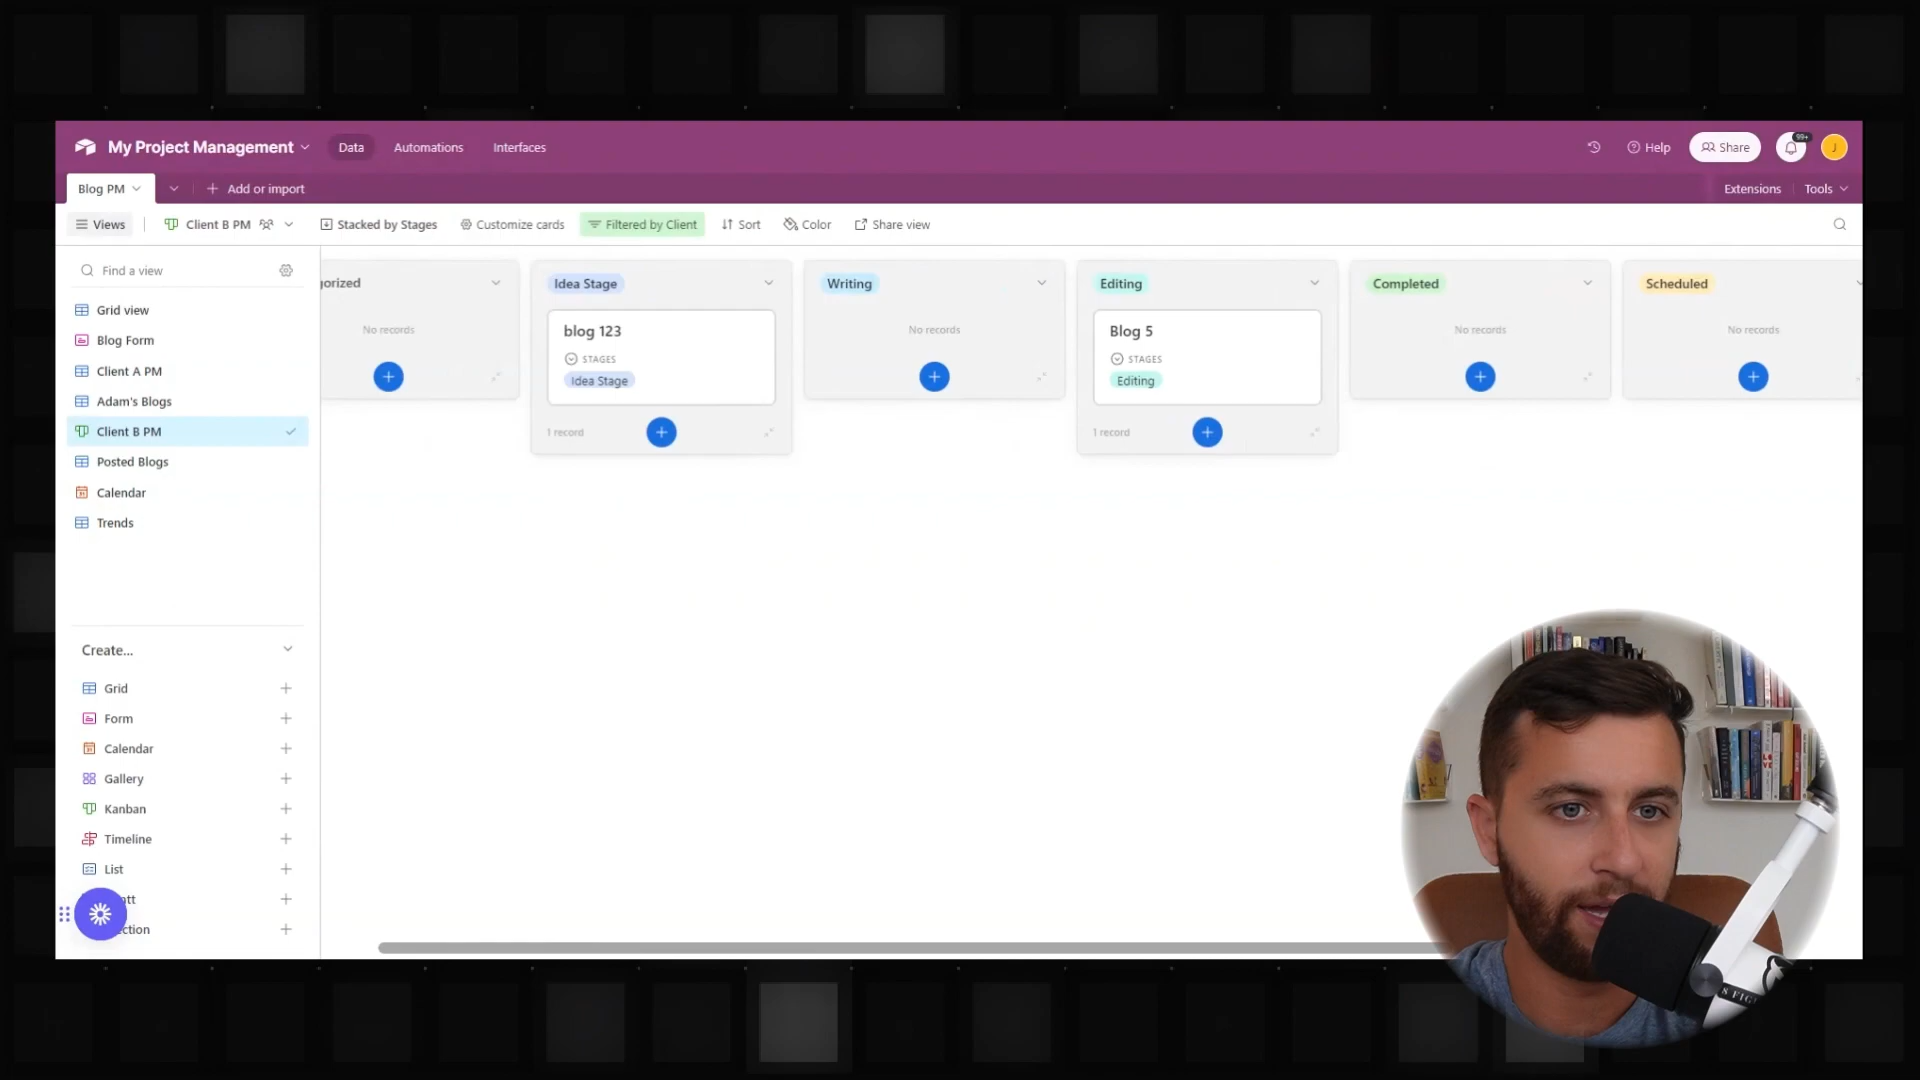 My Project Management
Data
Automations
Interfaces
Help
Share
99+
J
Blog PM
Add or import
Extensions
Tools
Views
Client B PM
Stacked by Stages
Customize cards
Filtered by Client
Sort
Color
Share view
Find a view
Grid view
Blog Form
Client A PM
Adam's Blogs
Client B PM
Posted Blogs
Calendar
Trends
Create...
Grid
Form
Calendar
Gallery
Kanban
Timeline
List
tt
ction
orized
No records
Idea Stage
blog 123
STAGES
Idea Stage
1 record
Writing
No records
Editing
Blog 5
STAGES
Editing
1 record
Completed
No records
Scheduled
No records